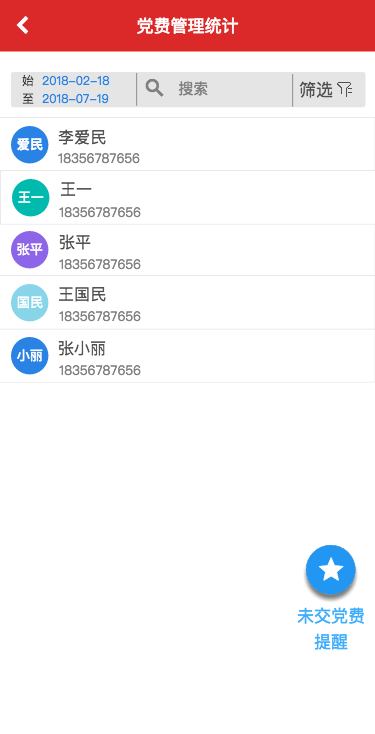 党费管理统计
始 2018-02-18
至 2018-07-19
搜索
筛选
爱民 李爱民
18356787656
王一 王一
18356787656
张平 张平
18356787656
国民 王国民
18356787656
小丽 张小丽
18356787656
未交党费
提醒